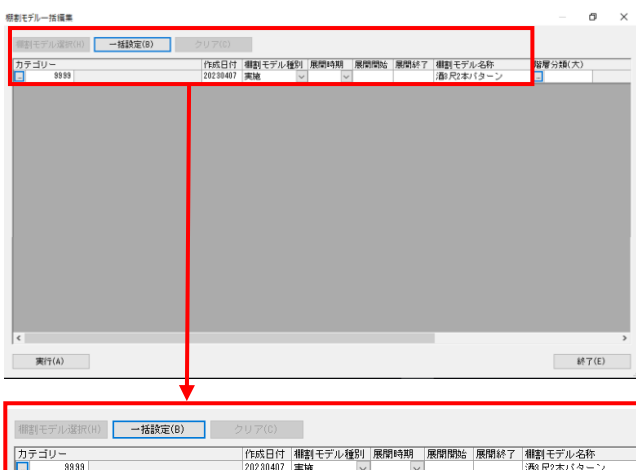 棚割モデル一括編集
棚割モデル選択(M) 一括設定(B) クリア(C)
カテゴリー 作成日付 棚割モデル種別 展開時期 展開開始 展開終了 棚割モデル名称 階層分類(大)
... 9999 20230407 実施 酒8尺2本パターン ...
実行(A) 終了(E)
棚割モデル選択(M) 一括設定(B) クリア(C)
カテゴリー 作成日付 棚割モデル種別 展開時期 展開開始 展開終了 棚割モデル名称
9999 20230407 実施 酒8尺2本パターン